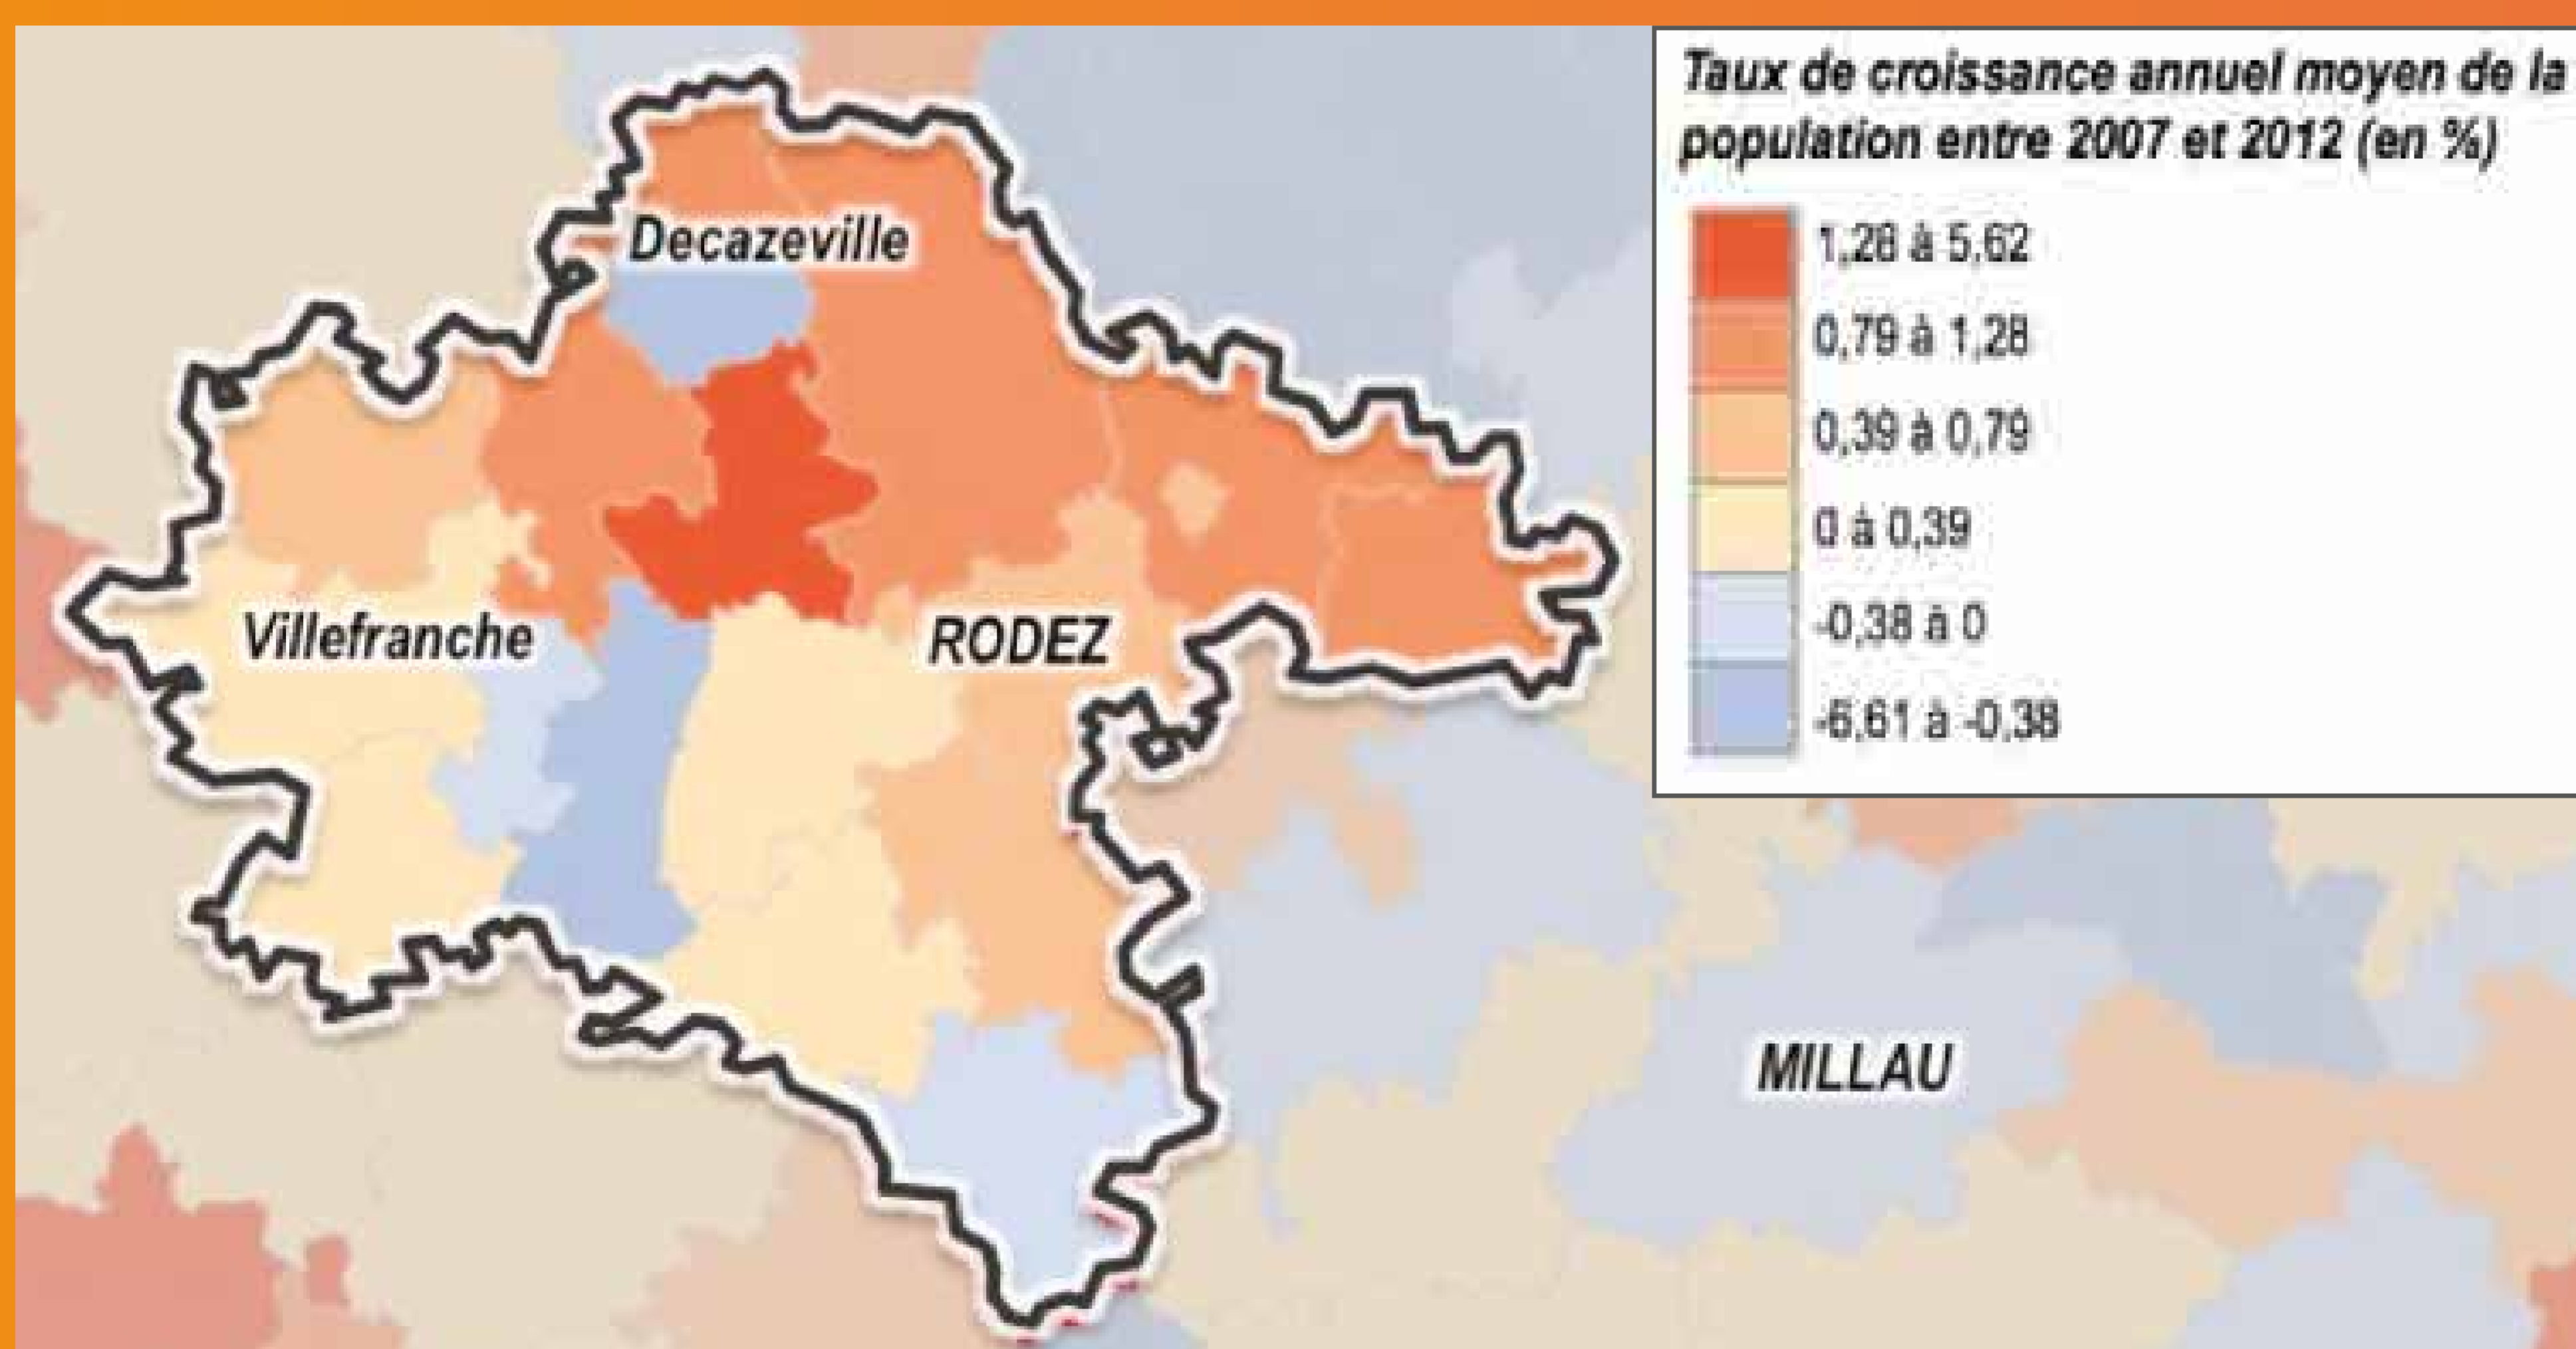 Taux de croissance annuel moyen de la
population entre 2007 et 2012 (en %)
1,28 à 5,62
0,79 à 1,28
0,39 à 0,79
0 à 0,39
-0,38 à 0
-6,61 à -0,38
Decazeville
Villefranche
RODEZ
MILLAU